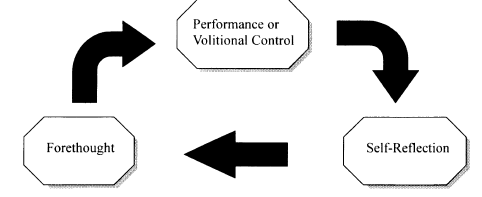 Performance or
Volitional Control
Forethought
Self-Reflection